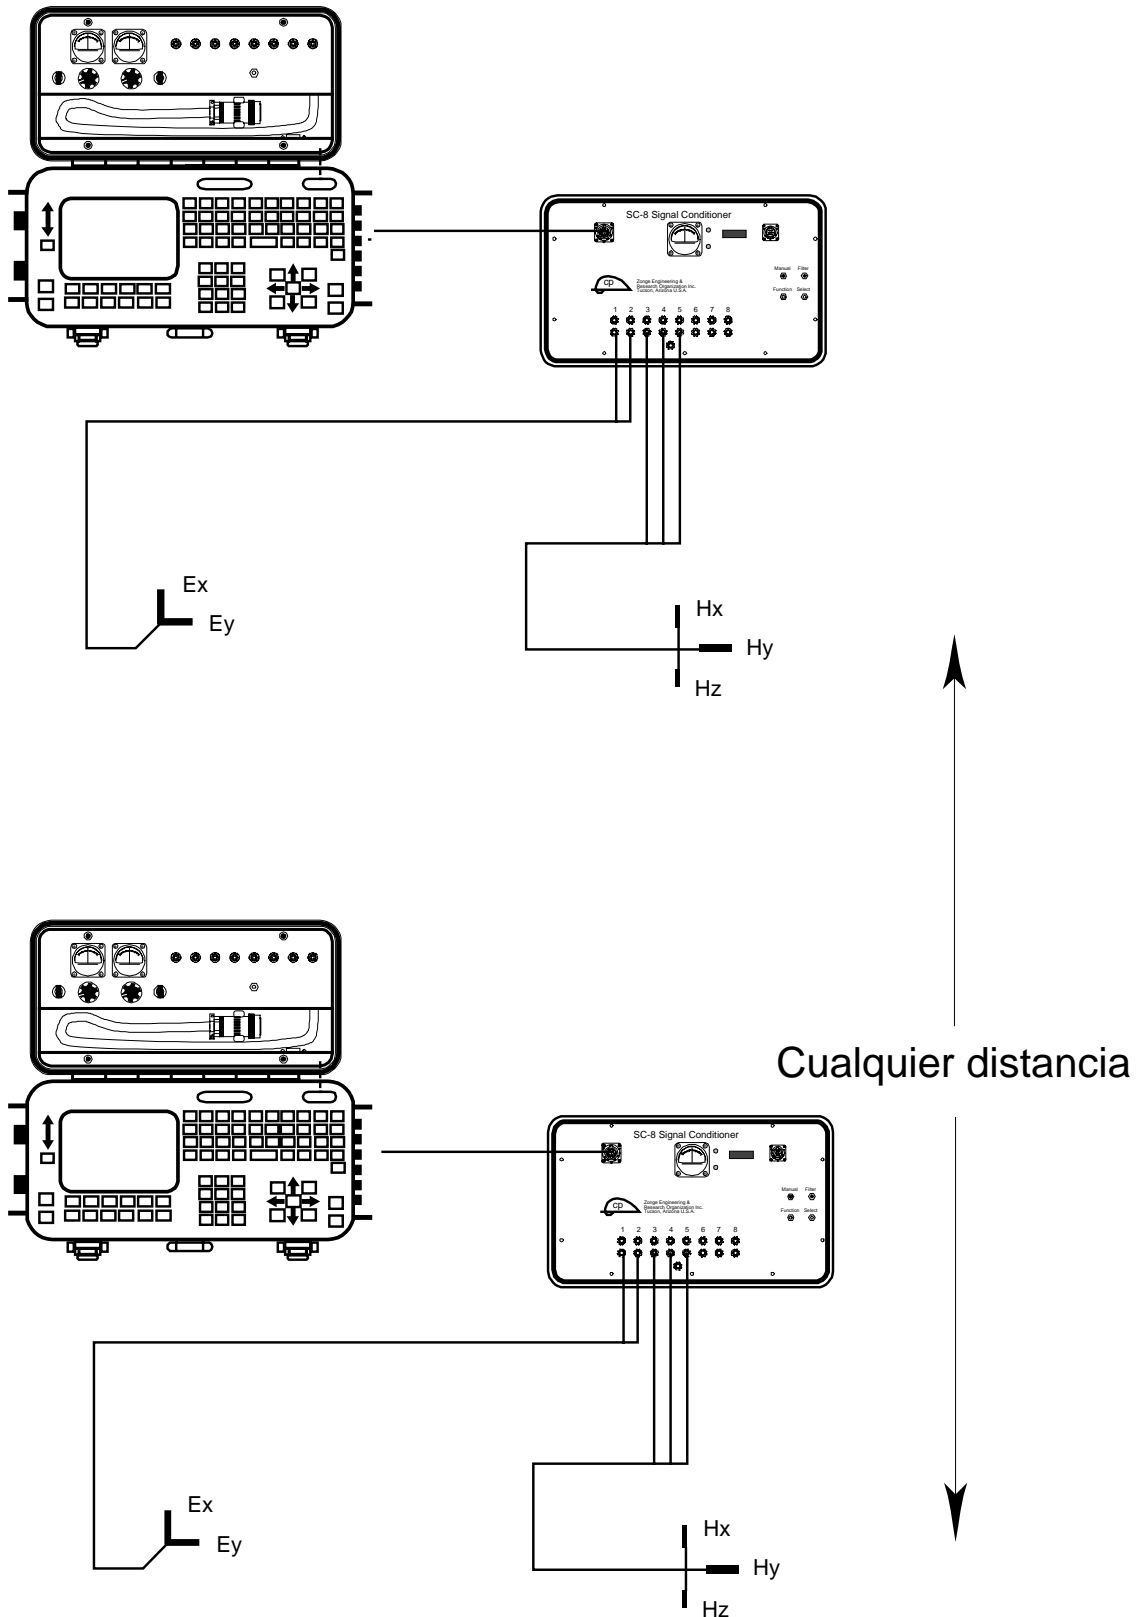 SC-8 Signal Conditioner
Manual Filter
cp
Zonge Engineering &
Research Organization Inc.
Tucson, Arizona U.S.A.
Function Select
1 2 3 4 5 6 7 8
Ex
Ey
Hx
Hy
Hz
Cualquier distancia
SC-8 Signal Conditioner
Manual Filter
cp
Zonge Engineering &
Research Organization Inc.
Tucson, Arizona U.S.A.
Function Select
1 2 3 4 5 6 7 8
Ex
Ey
Hx
Hy
Hz